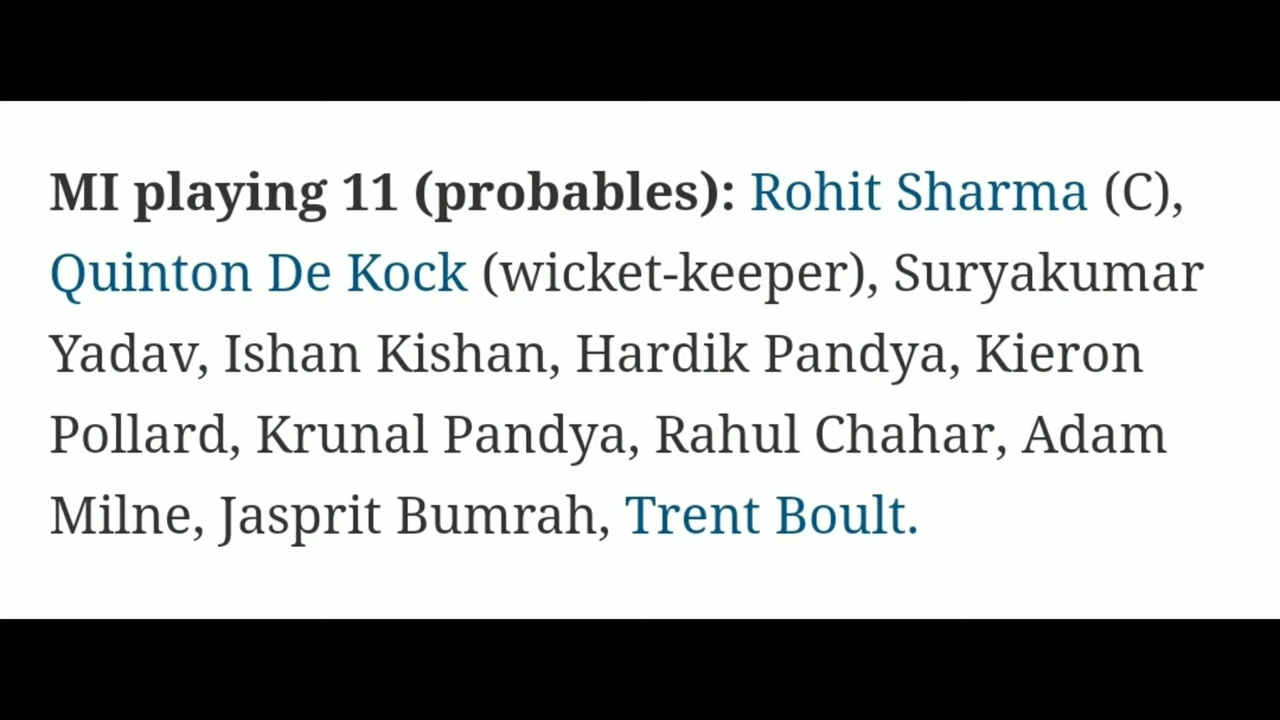 MI playing 11 (probables): Rohit Sharma (C),
Quinton De Kock (wicket-keeper), Suryakumar
Yadav, Ishan Kishan, Hardik Pandya, Kieron
Pollard, Krunal Pandya, Rahul Chahar, Adam
Milne, Jasprit Bumrah, Trent Boult.